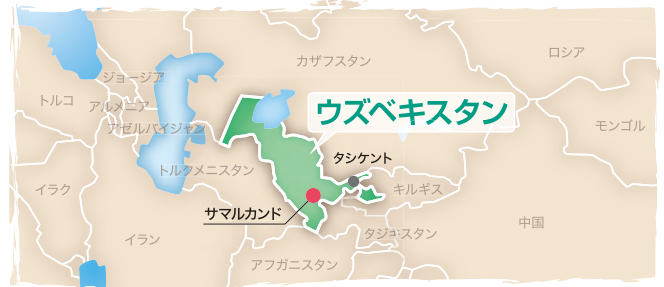 ロシア
カザフスタン
ジョージア
トルコ
アルメニア
ウズベキスタン
アゼルバイジャン
モンゴル
タシケント
トルクメニスタン
イラク
キルギス
サマルカンド
中国
イラン
タジキスタン
アフガニスタン